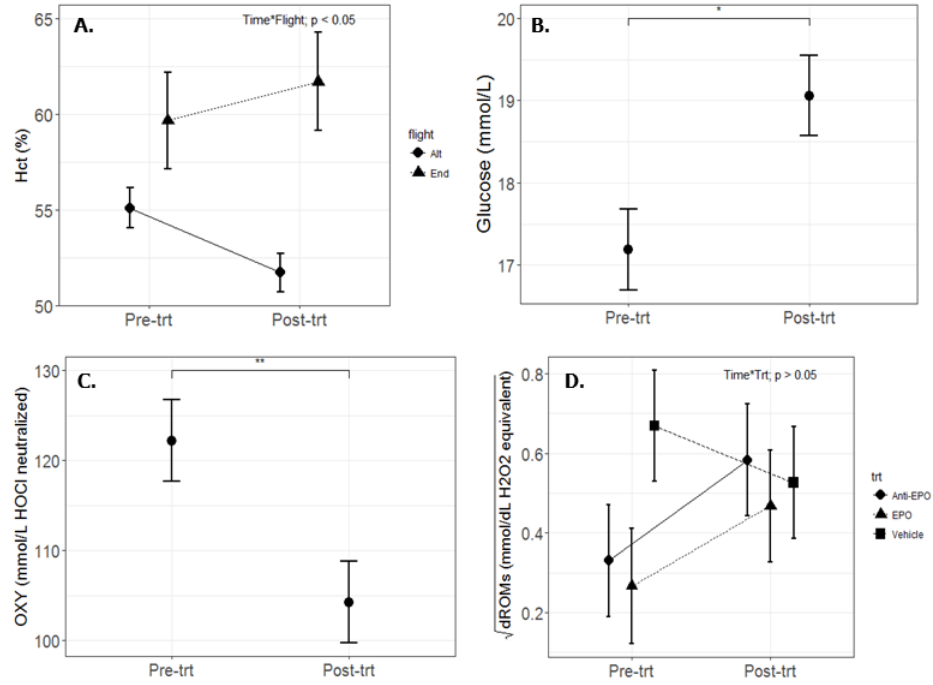 A.
Time*Flight; p < 0.05
65
60
55
50
Hct (%)
Pre-trt
Post-trt
flight
Alt
End
B.
*
20
19
18
17
Glucose (mmol/L)
Pre-trt
Post-trt
C.
**
130
120
110
100
OXY (mmol/L HOCl neutralized)
Pre-trt
Post-trt
D.
Time*Trt; p > 0.05
0.8
0.6
0.4
0.2
√dROMs (mmol/dL H2O2 equivalent)
Pre-trt
Post-trt
trt
Anti-EPO
EPO
Vehicle